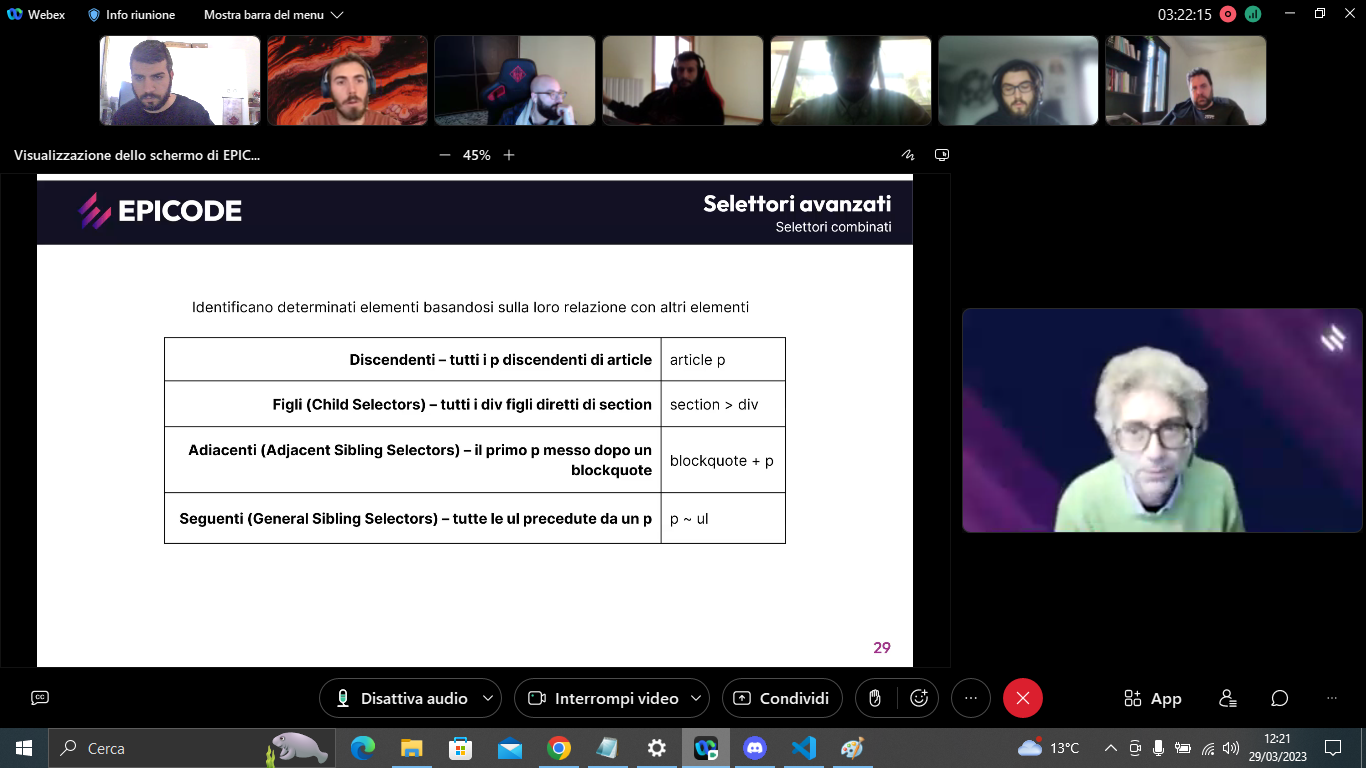 Webex
Info riunione
Mostra barra del menu
03:22:15
Visualizzazione dello schermo di EPIC...
45%
EPICODE
Selettori avanzati
Selettori combinati
Identificano determinati elementi basandosi sulla loro relazione con altri elementi
Discendenti – tutti i p discendenti di article
article p
Figli (Child Selectors) – tutti i div figli diretti di section
section > div
Adiacenti (Adjacent Sibling Selectors) – il primo p messo dopo un
blockquote
blockquote + p
Seguenti (General Sibling Selectors) – tutte le ul precedute da un p
p ~ ul
29
CC
Disattiva audio
Interrompi video
Condividi
App
Cerca
13°C
12:21
29/03/2023